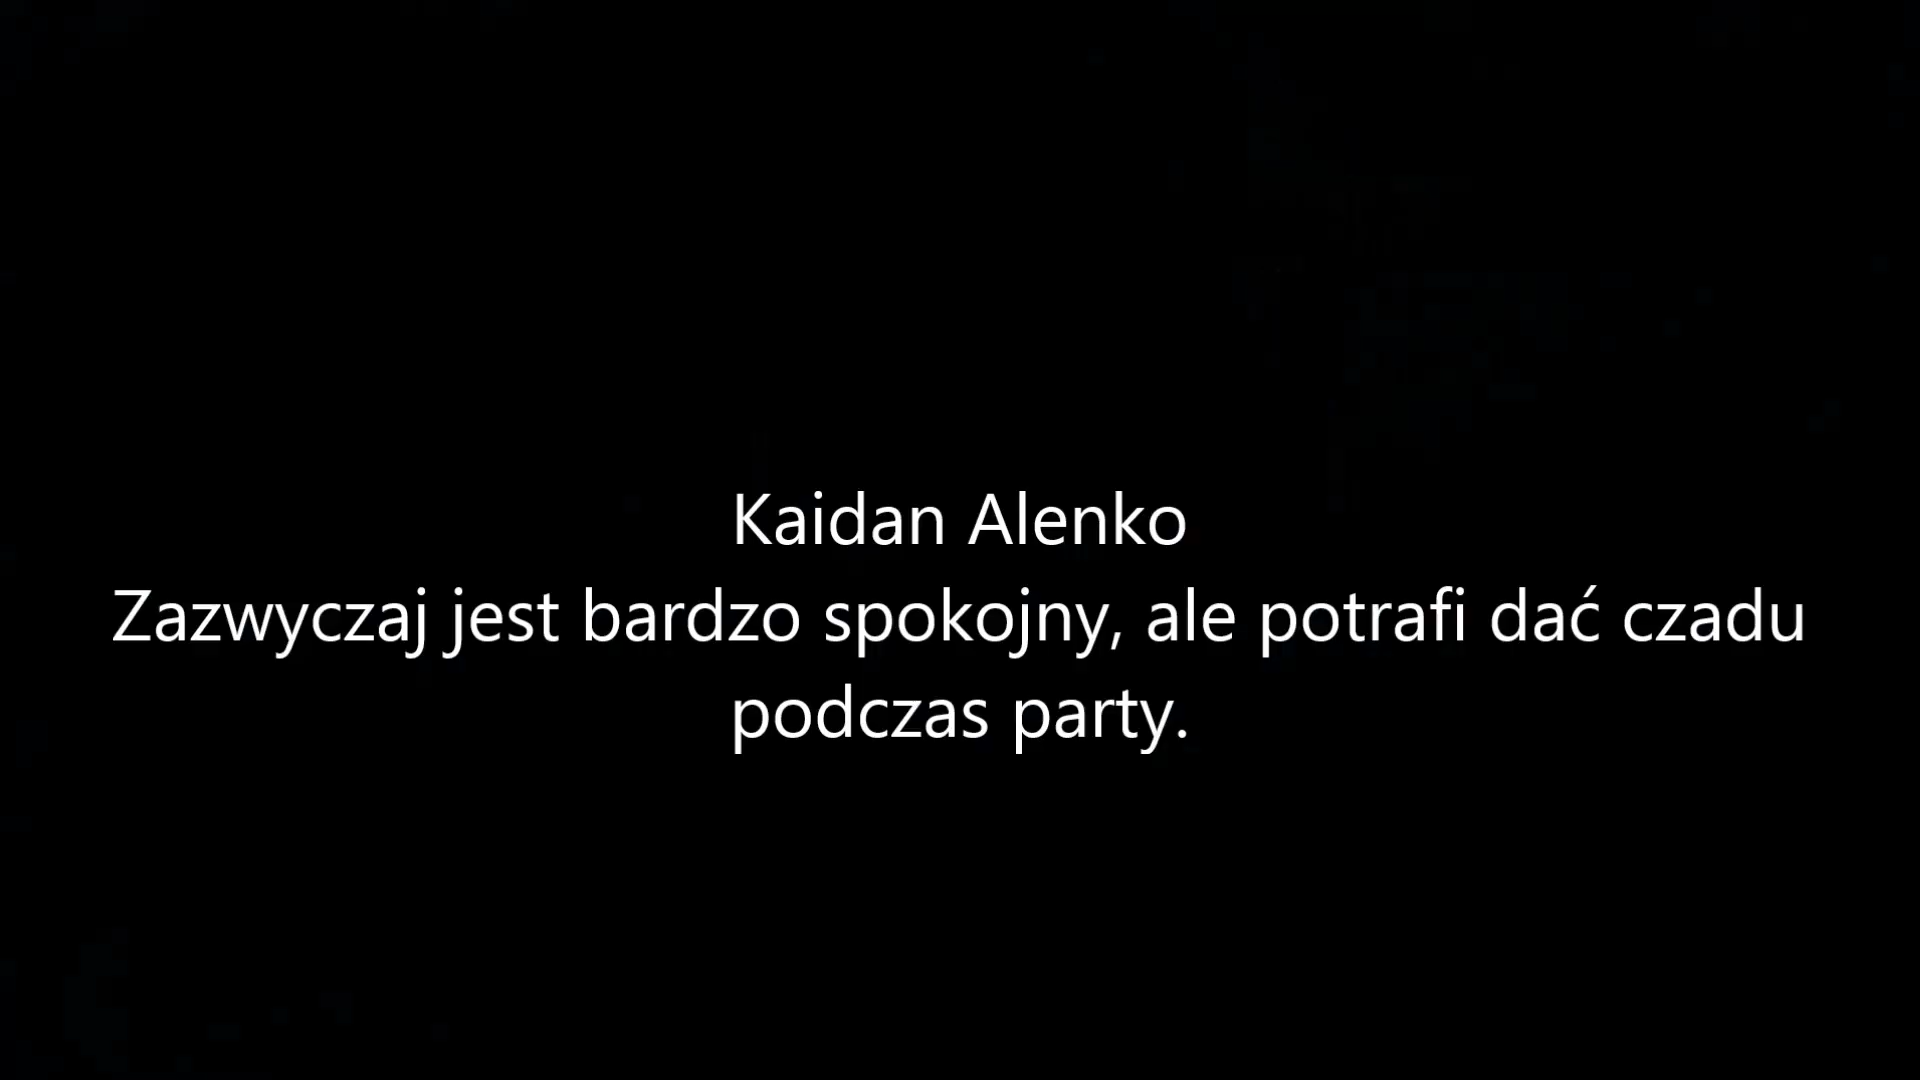 Kaidan Alenko
Zazwyczaj jest bardzo spokojny, ale potrafi dać czadu
podczas party.